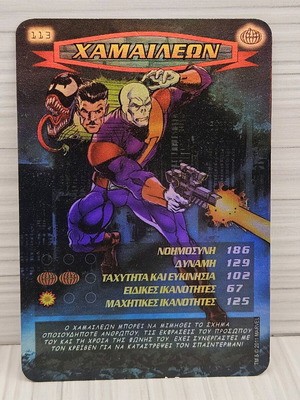 113
ΧΑΜΑΙΛΕΩΝ
ΝΟΗΜΟΣΥΝΗ 186
ΔΥΝΑΜΗ 129
ΤΑΧΥΤΗΤΑ ΚΑΙ ΕΥΚΙΝΗΣΙΑ 102
ΕΙΔΙΚΕΣ ΙΚΑΝΟΤΗΤΕΣ 67
ΜΑΧΗΤΙΚΕΣ ΙΚΑΝΟΤΗΤΕΣ 125
Ο ΧΑΜΑΙΛΕΩΝ ΜΠΟΡΕΙ ΝΑ ΜΙΜΗΘΕΙ ΤΟ ΣΧΗΜΑ
ΟΠΟΙΟΥΔΗΠΟΤΕ ΑΝΘΡΩΠΟΥ, ΤΙΣ ΕΚΦΡΑΣΕΙΣ ΤΟΥ ΠΡΟΣΩΠΟΥ
ΤΟΥ ΚΑΙ ΤΗ ΧΡΟΙΑ ΤΗΣ ΦΩΝΗΣ ΤΟΥ. ΕΧΕΙ ΣΥΝΕΡΓΑΣΤΕΙ ΜΕ
ΤΟΝ ΚΡΕΙΒΕΝ ΓΙΑ ΝΑ ΚΑΤΑΣΤΡΕΨΕΙ ΤΟΝ ΣΠΑΙΝΤΕΡΜΑΝ!